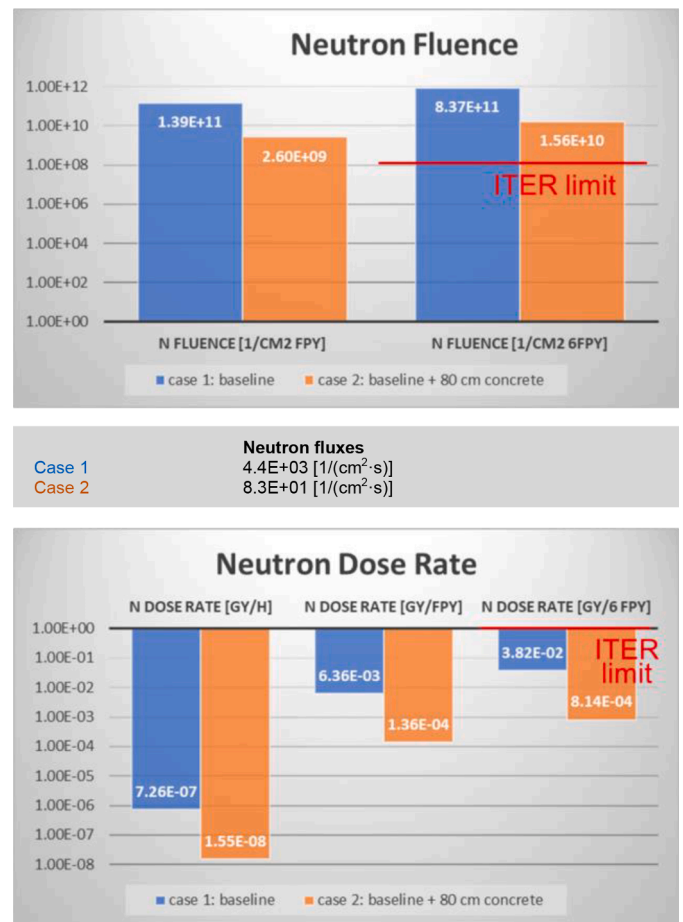 Neutron Fluence
1.00E+12
1.00E+10
1.00E+08
1.00E+06
1.00E+04
1.00E+02
1.00E+00
1.39E+11
2.60E+09
8.37E+11
1.56E+10
ITER limit
N FLUENCE [1/CM2 FPY]
N FLUENCE [1/CM2 6FPY]
case 1: baseline
case 2: baseline + 80 cm concrete
Neutron fluxes
Case 1 4.4E+03 [1/(cm²·s)]
Case 2 8.3E+01 [1/(cm²·s)]
Neutron Dose Rate
N DOSE RATE [GY/H]
N DOSE RATE [GY/FPY]
N DOSE RATE [GY/6 FPY]
1.00E+00
1.00E-01
1.00E-02
1.00E-03
1.00E-04
1.00E-05
1.00E-06
1.00E-07
1.00E-08
7.26E-07
1.55E-08
6.36E-03
1.36E-04
3.82E-02
8.14E-04
ITER
limit
case 1: baseline
case 2: baseline + 80 cm concrete